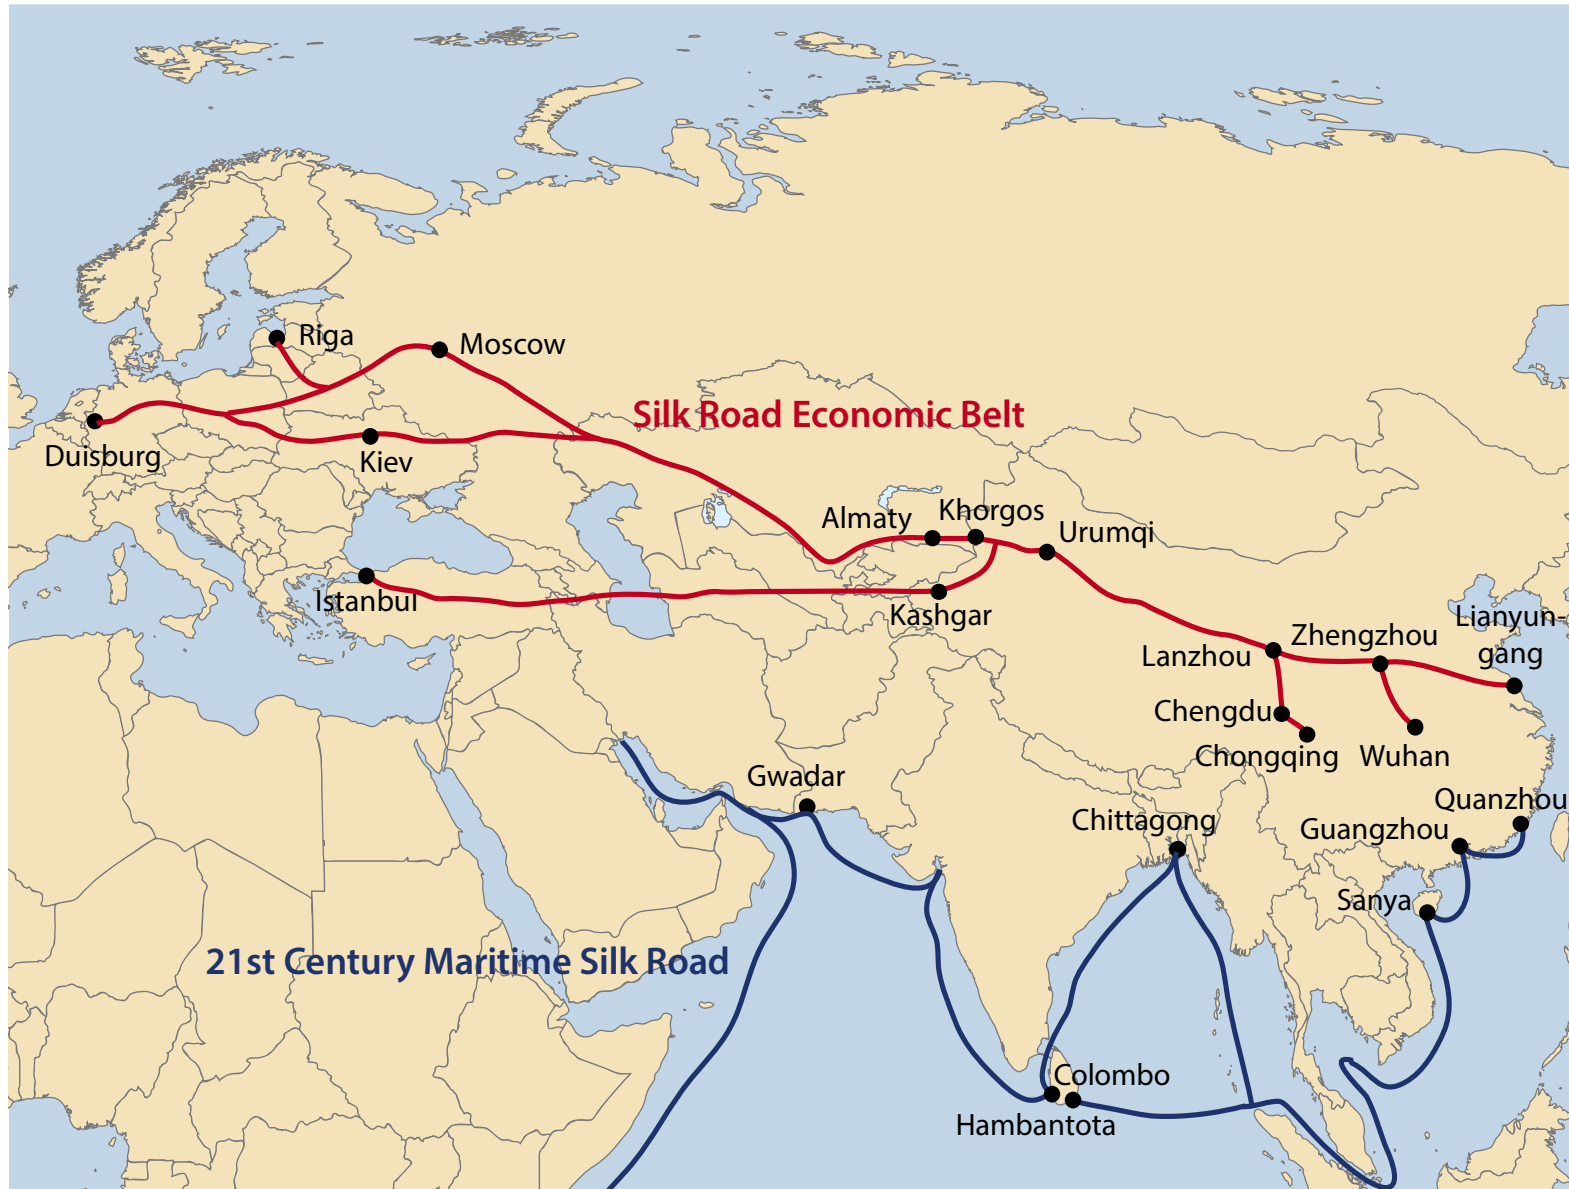 Riga
Moscow
Silk Road Economic Belt
Duisburg
Kiev
Almaty
Khorgos
Urumqi
Istanbul
Kashgar
Lianyun-
gang
Zhengzhou
Lanzhou
Chengdu
Chongqing
Wuhan
Gwadar
Quanzhou
Chittagong
Guangzhou
Sanya
21st Century Maritime Silk Road
Colombo
Hambantota